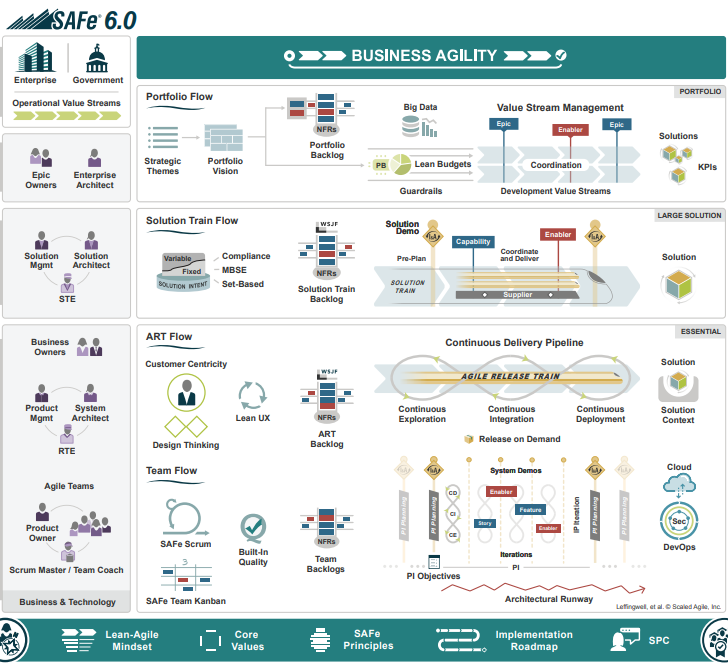 SAFe® 6.0
BUSINESS AGILITY
Enterprise
Government
Operational Value Streams
Epic
Owners
Enterprise
Architect
Portfolio Flow
PORTFOLIO
Strategic
Themes
Portfolio
Vision
NFRs
Portfolio
Backlog
Big Data
PB
Lean Budgets
Guardrails
Value Stream Management
Epic
Enabler
Epic
Coordination
Development Value Streams
Solutions
KPIs
Solution
Mgmt
Solution
Architect
STE
Solution Train Flow
LARGE SOLUTION
Variable
Fixed
SOLUTION INTENT
Compliance
MBSE
Set-Based
WSJF
NFRs
Solution Train
Backlog
Solution
Demo
Pre-Plan
SOLUTION
TRAIN
Capability
Coordinate
and Deliver
Enabler
Supplier
Solution
Business
Owners
Product
Mgmt
System
Architect
RTE
Agile Teams
Product
Owner
Scrum Master / Team Coach
Business & Technology
ART Flow
ESSENTIAL
Customer Centricity
Design Thinking
Lean UX
WSJF
NFRs
ART
Backlog
Continuous Delivery Pipeline
AGILE RELEASE TRAIN
Continuous
Exploration
Continuous
Integration
Continuous
Deployment
Release on Demand
Solution
Solution
Context
Team Flow
SAFe Scrum
SAFe Team Kanban
Built-In
Quality
NFRs
Team
Backlogs
PI Planning
PI Planning
CD
CI
CE
System Demos
Enabler
Story
Feature
Enabler
IP Iteration
PI Planning
PI Planning
Iterations
PI
PI Objectives
Architectural Runway
Cloud
Sec
DevOps
Leffingwell, et al. © Scaled Agile, Inc.
Lean-Agile
Mindset
Core
Values
SAFe
Principles
Implementation
Roadmap
SPC